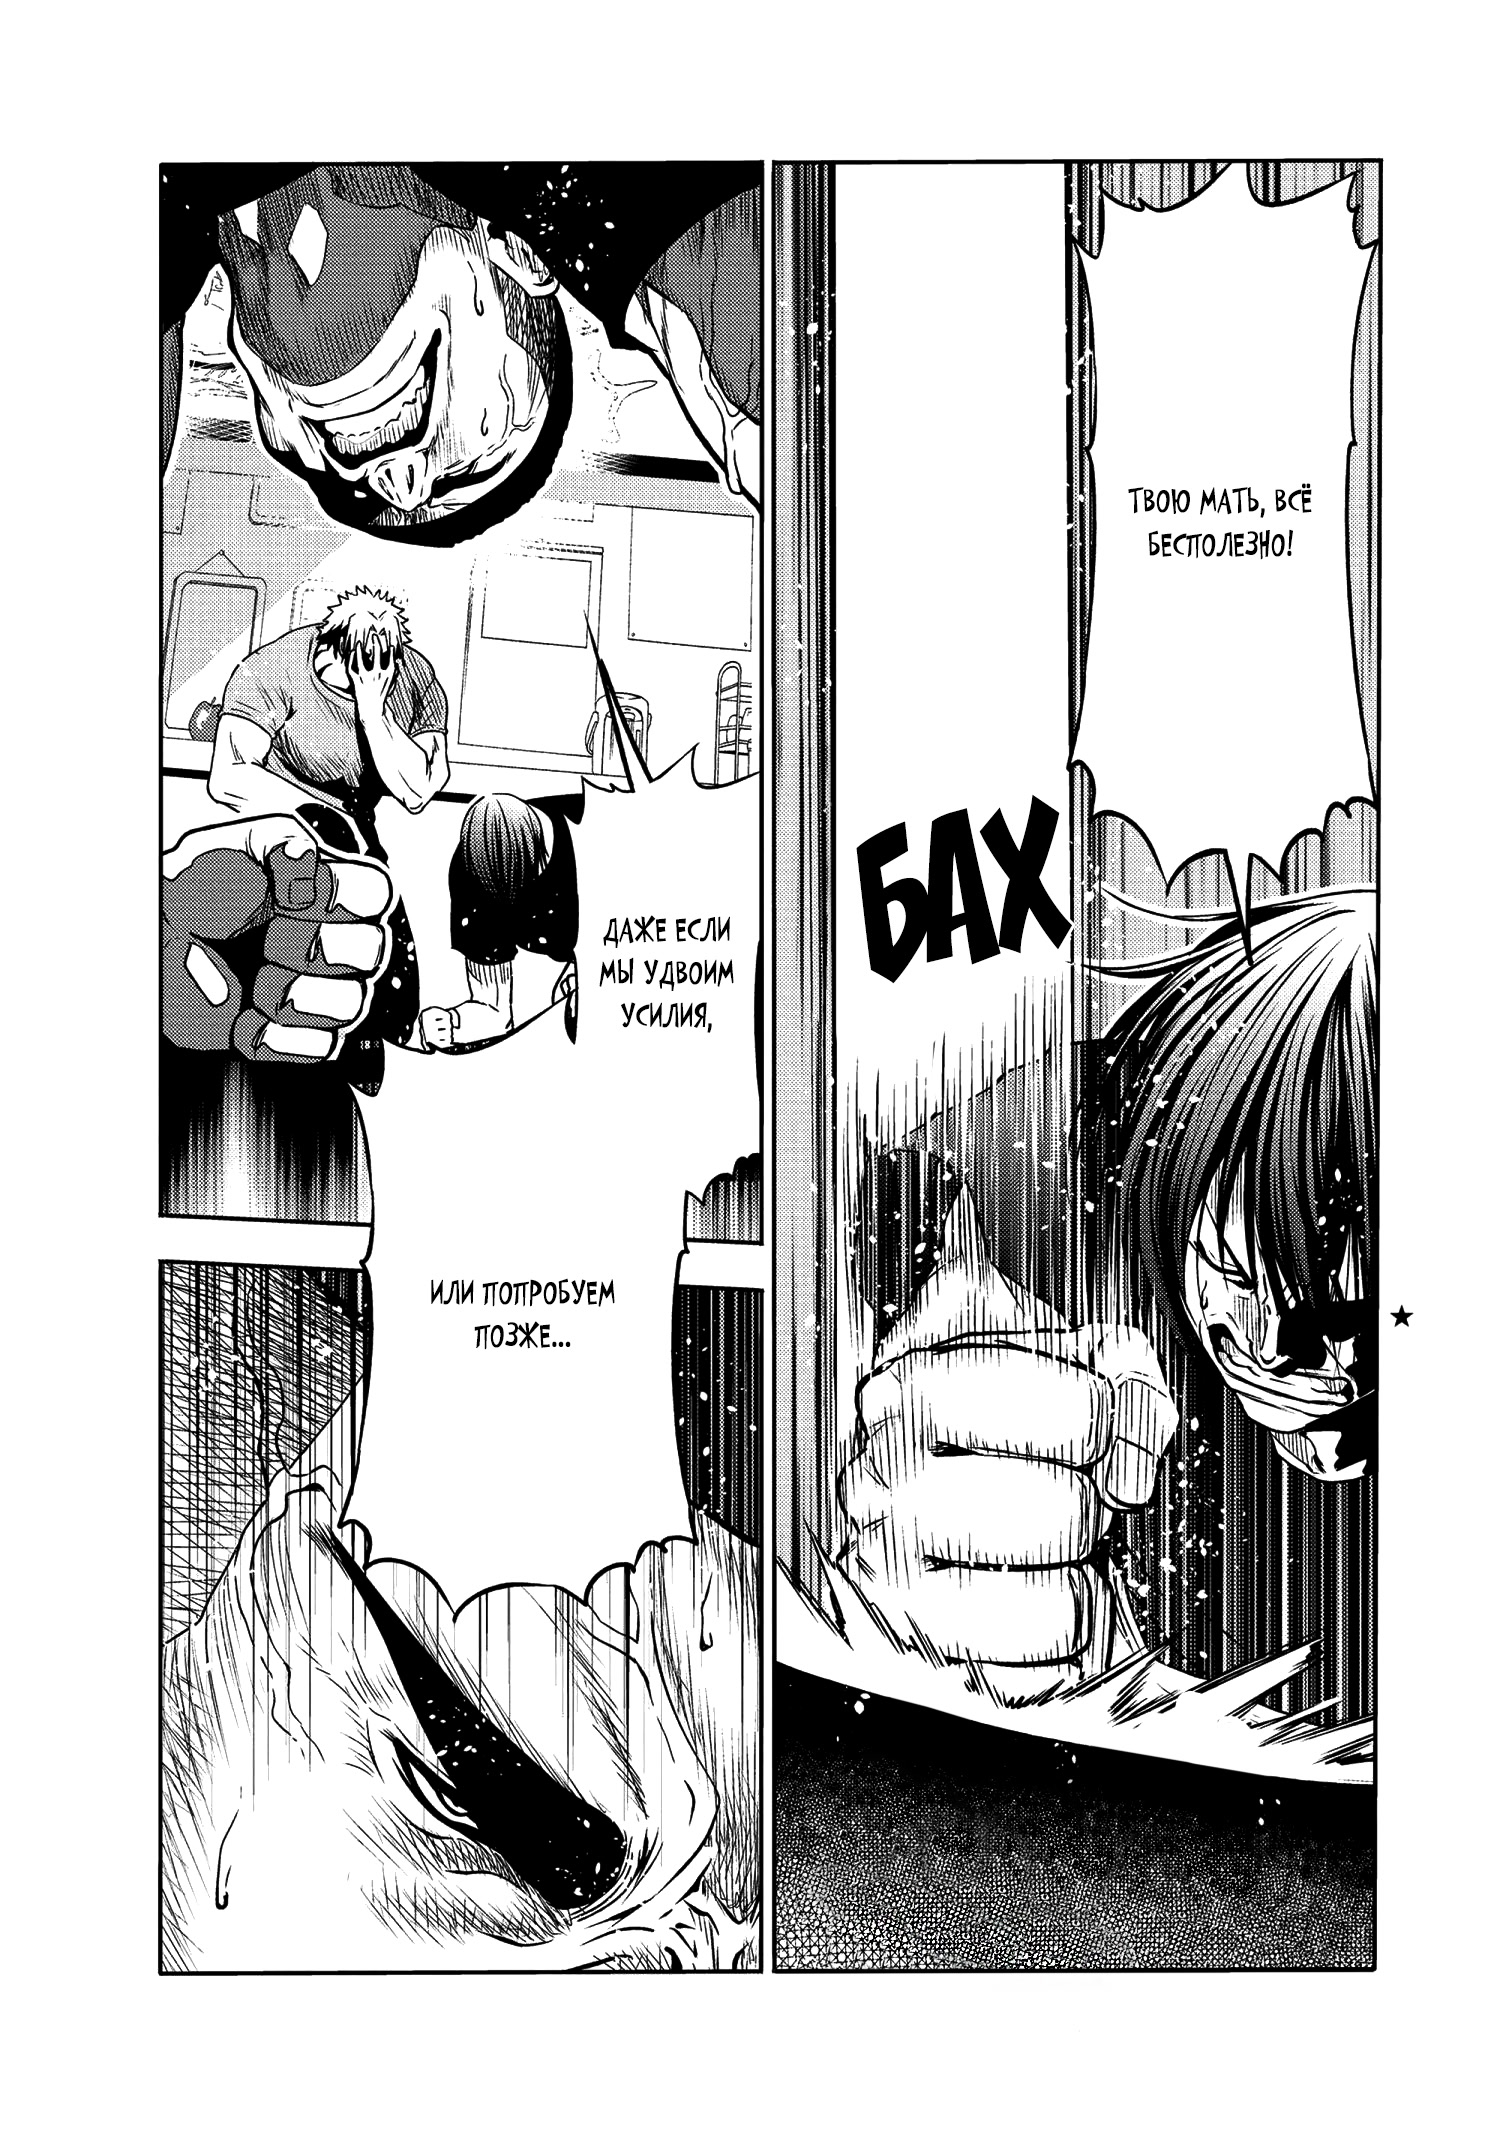 ТВОЮ МАТЬ, ВСЁ
БЕСПОЛЕЗНО!
БАХ
ДАЖЕ ЕСЛИ
МЫ УДВОИМ
УСИЛИЯ,
ИЛИ ПОПРОБУЕМ
ПОЗЖЕ...